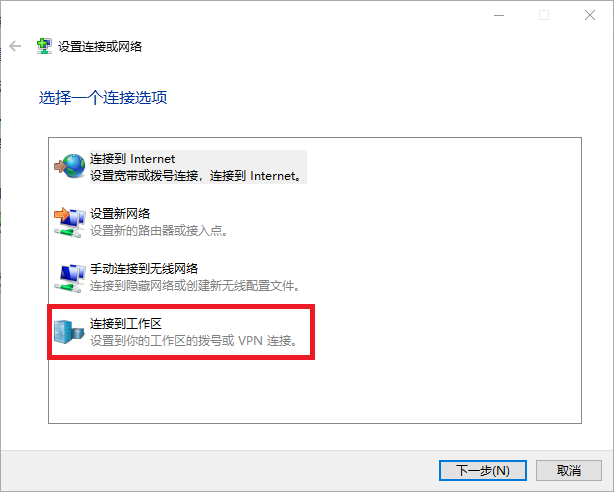 设置连接或网络
选择一个连接选项
连接到 Internet
设置宽带或拨号连接，连接到 Internet。
设置新网络
设置新的路由器或接入点。
手动连接到无线网络
连接到隐藏网络或创建新无线配置文件。
连接到工作区
设置到你的工作区的拨号或 VPN 连接。
下一步(N)
取消